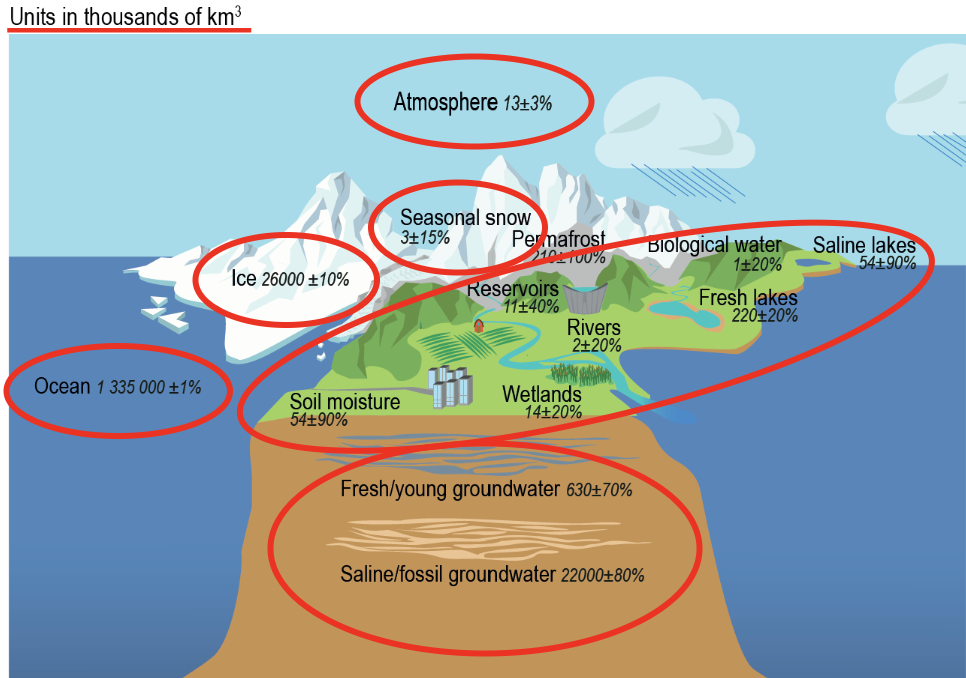 Units in thousands of km³
Atmosphere 13±3%
Seasonal snow
3±15%
Permafrost
210±100%
Biological water
1±20%
Saline lakes
54±90%
Ice 26000 ±10%
Reservoirs
11±40%
Fresh lakes
220±20%
Rivers
2±20%
Ocean 1 335 000 ±1%
Soil moisture
54±90%
Wetlands
14±20%
Fresh/young groundwater 630±70%
Saline/fossil groundwater 22000±80%